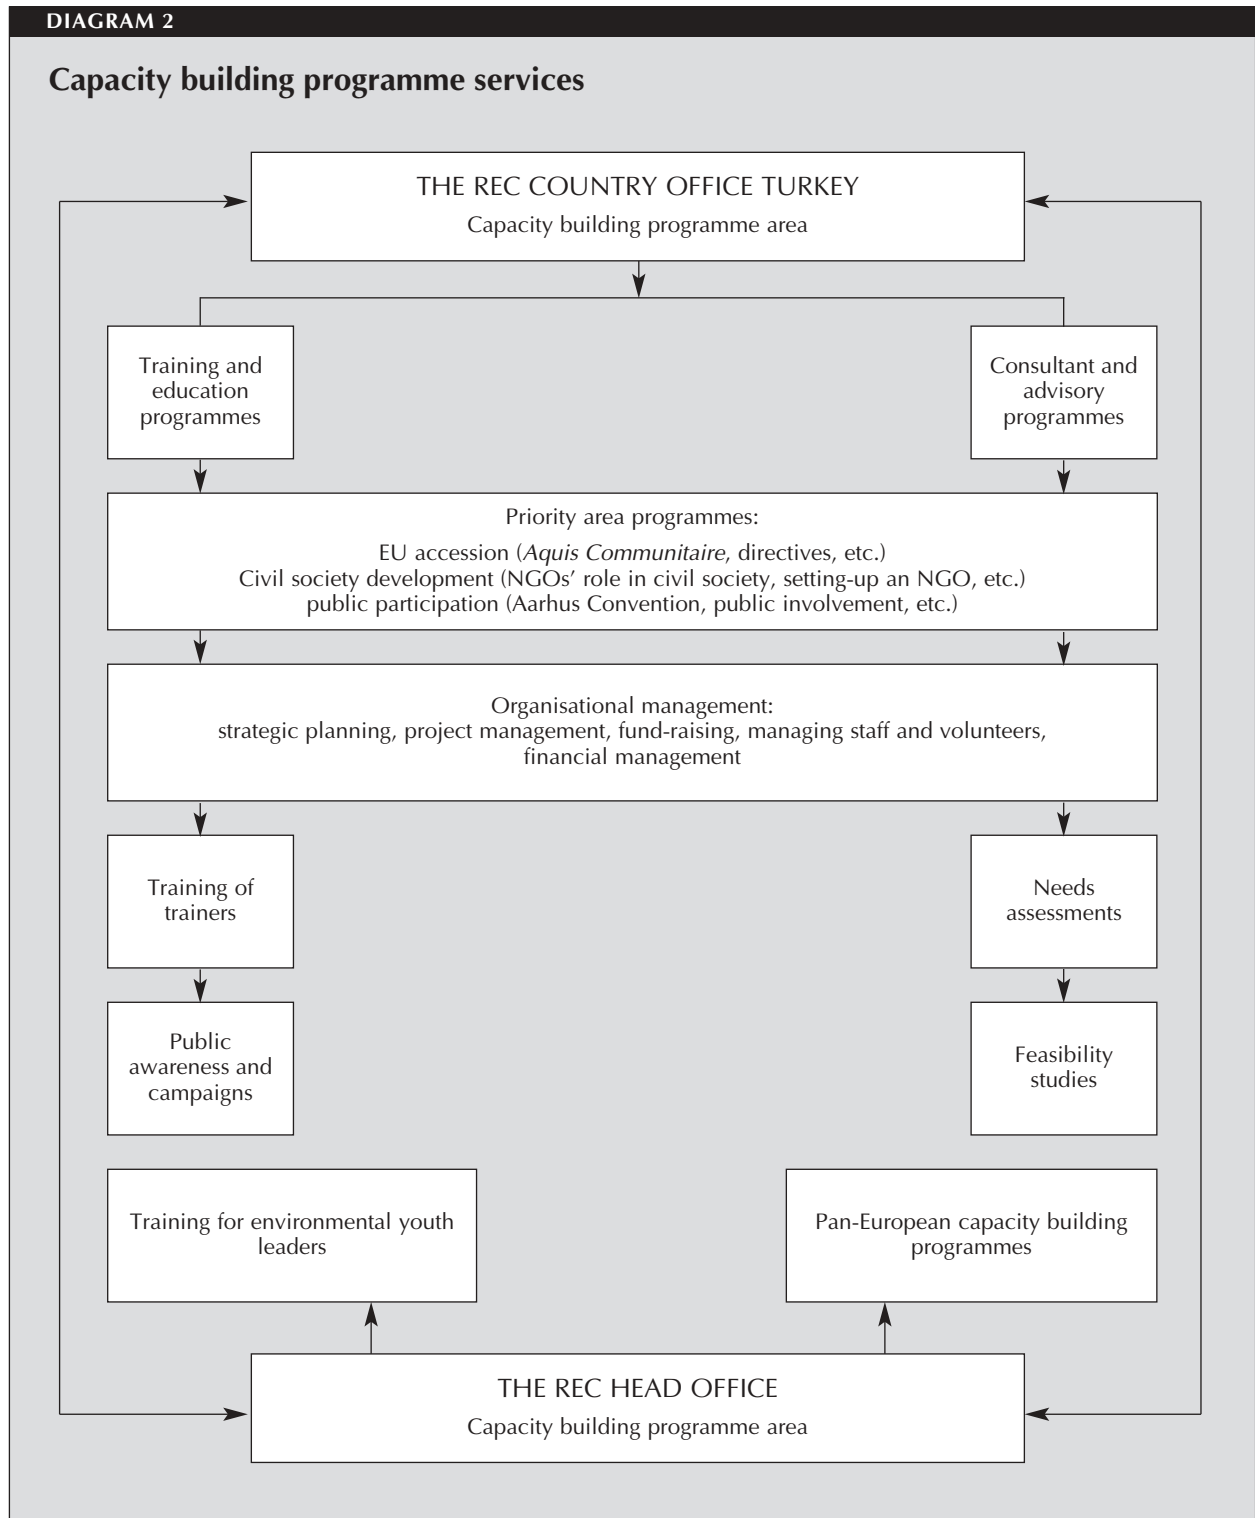 DIAGRAM 2
Capacity building programme services
THE REC COUNTRY OFFICE TURKEY
Capacity building programme area
Training and
education
programmes
Consultant and
advisory
programmes
Priority area programmes:
EU accession (Aquis Communitaire, directives, etc.)
Civil society development (NGOs' role in civil society, setting-up an NGO, etc.)
public participation (Aarhus Convention, public involvement, etc.)
Organisational management:
strategic planning, project management, fund-raising, managing staff and volunteers,
financial management
Training of
trainers
Needs
assessments
Public
awareness and
campaigns
Feasibility
studies
Training for environmental youth
leaders
Pan-European capacity building
programmes
THE REC HEAD OFFICE
Capacity building programme area